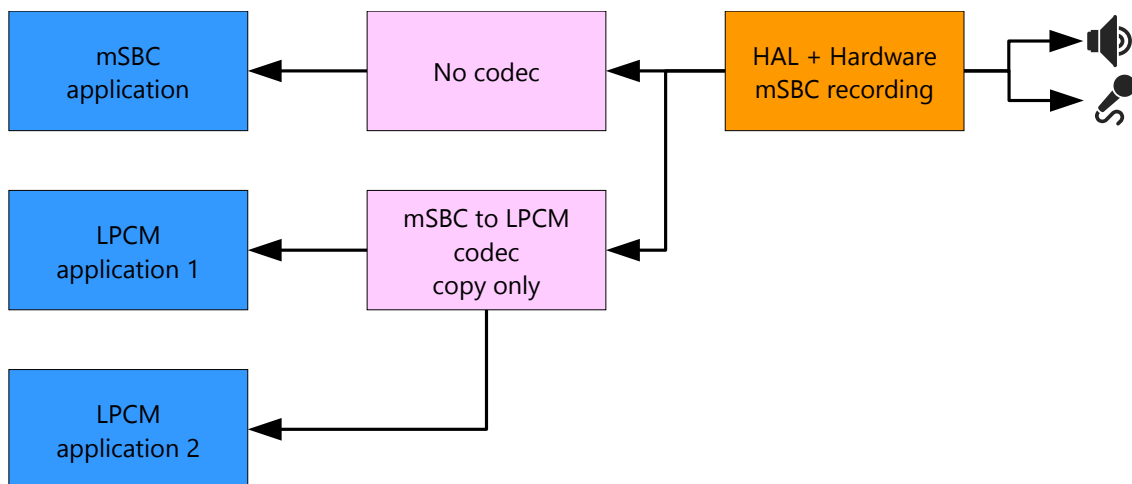 mSBC
application
No codec
HAL + Hardware
mSBC recording
LPCM
application 1
mSBC to LPCM
codec
copy only
LPCM
application 2